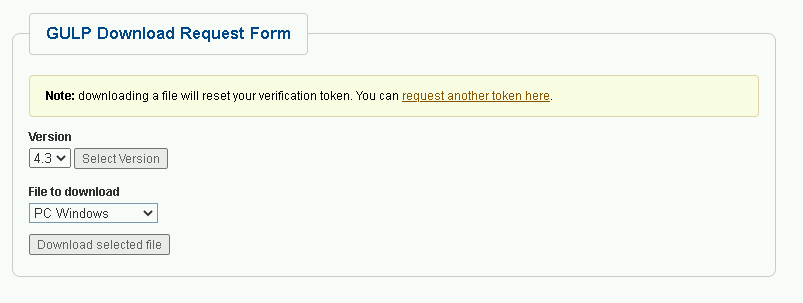 GULP Download Request Form
Note: downloading a file will reset your verification token. You can request another token here.
Version
4.3 Select Version
File to download
PC Windows
Download selected file